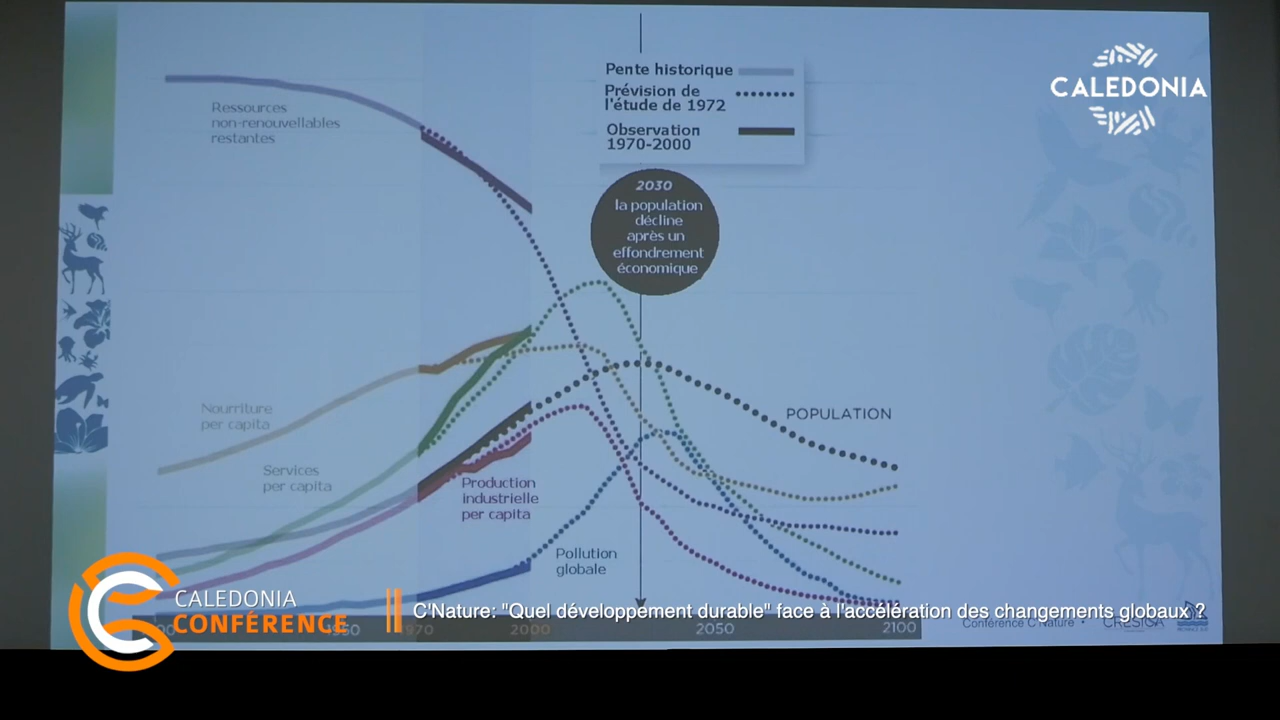 Pente historique
Prévision de
l'étude de 1972
Observation
1970-2000
CALEDONIA
Ressources
non-renouvellables
restantes
2030
la population
décline
après un
effondrement
économique
Nourriture
per capita
Services
per capita
POPULATION
Production
industrielle
per capita
Pollution
globale
CALEDONIA
CONFÉRENCE
C'Nature: "Quel développement durable" face à l'accélération des changements globaux ?
1970
2000
2050
2100
Conférence C'Nature •
CRESICA